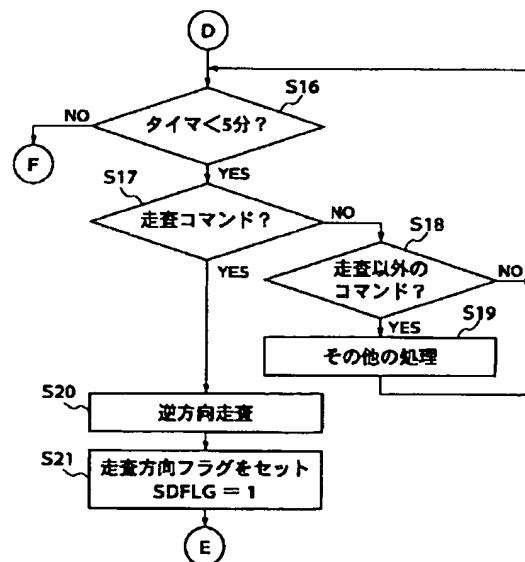 D
S16
タイマ<5分?
NO
F
YES
S17
走査コマンド?
NO
S18
YES
走査以外の
コマンド?
NO
YES
S19
その他の処理
S20
逆方向走査
S21
走査方向フラグをセット
SDFLG = 1
E